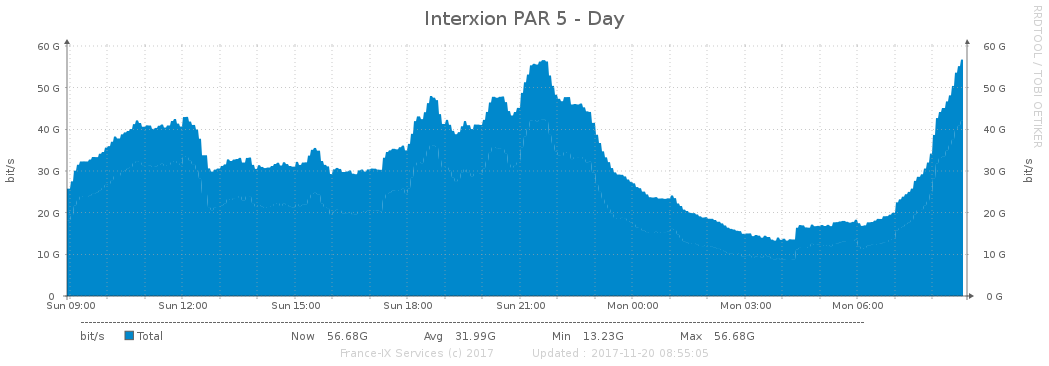 Interxion PAR 5 - Day
RRDTOOL / TOBI OETIKER
60 G 60 G
50 G 50 G
40 G 40 G
30 G 30 G
20 G 20 G
10 G 10 G
0 0 G
bit/s
bit/s
Sun 09:00 Sun 12:00 Sun 15:00 Sun 18:00 Sun 21:00 Mon 00:00 Mon 03:00 Mon 06:00
bit/s Total Now 56.68G Avg 31.99G Min 13.23G Max 56.68G
France-IX Services (c) 2017 Updated : 2017-11-20 08:55:05